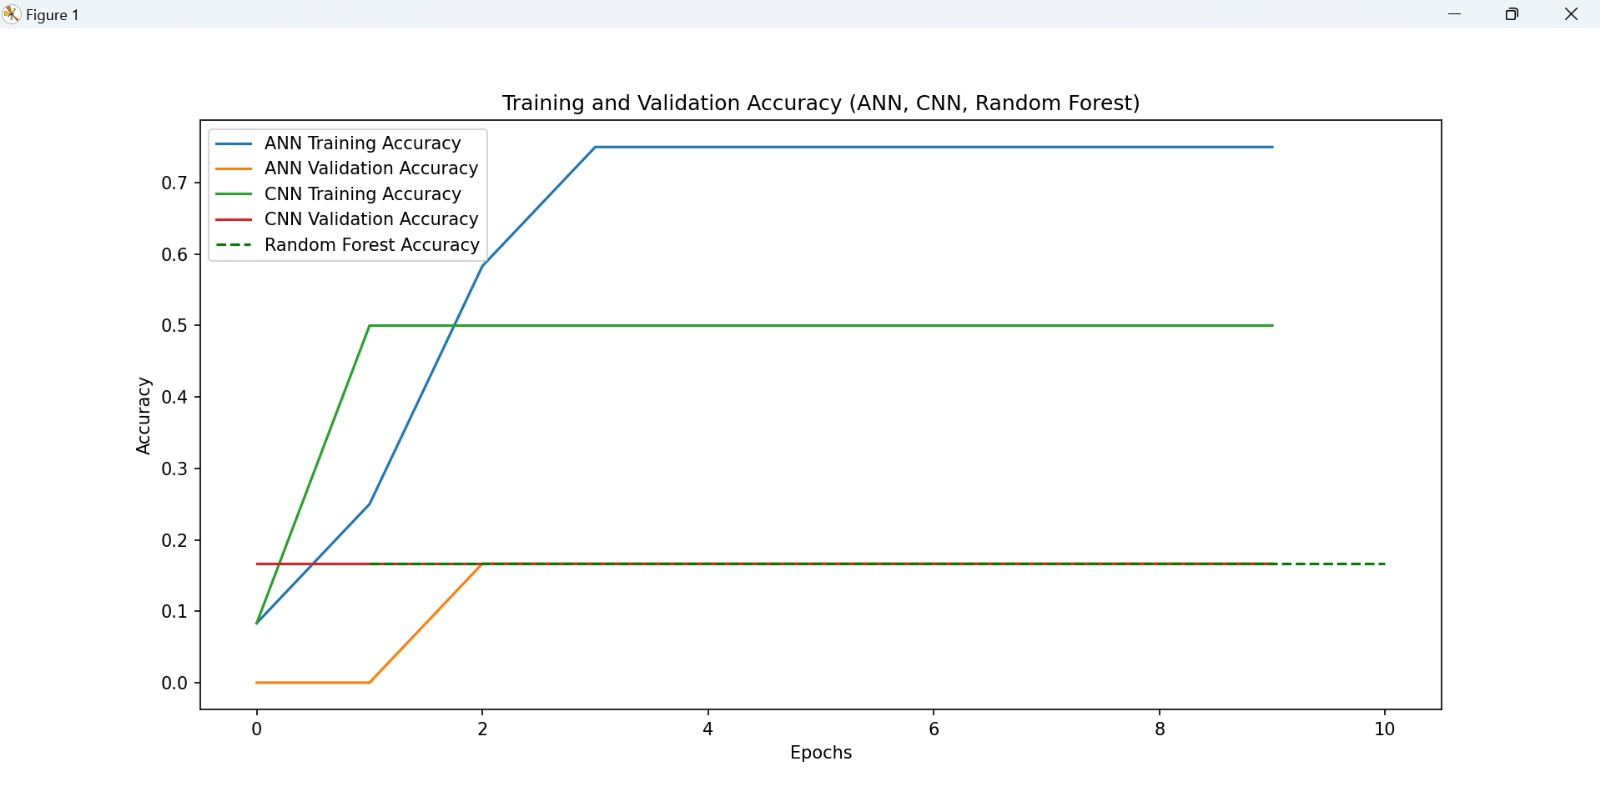 Figure 1
Training and Validation Accuracy (ANN, CNN, Random Forest)
ANN Training Accuracy
ANN Validation Accuracy
CNN Training Accuracy
CNN Validation Accuracy
Random Forest Accuracy
0.7
0.6
0.5
0.4
0.3
0.2
0.1
0.0
Accuracy
0 2 4 6 8 10
Epochs